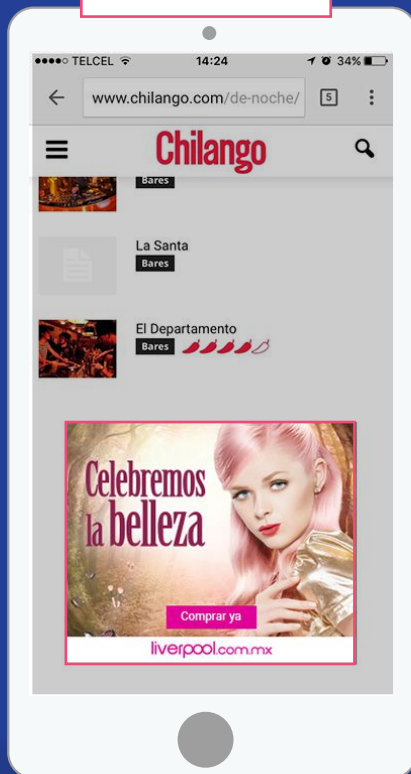 TELCEL 14:24 34%
www.chilango.com/de-noche/ 5
Chilango
Bares
La Santa
Bares
El Departamento
Bares
Celebremos
la belleza
Comprar ya
liverpool.com.mx